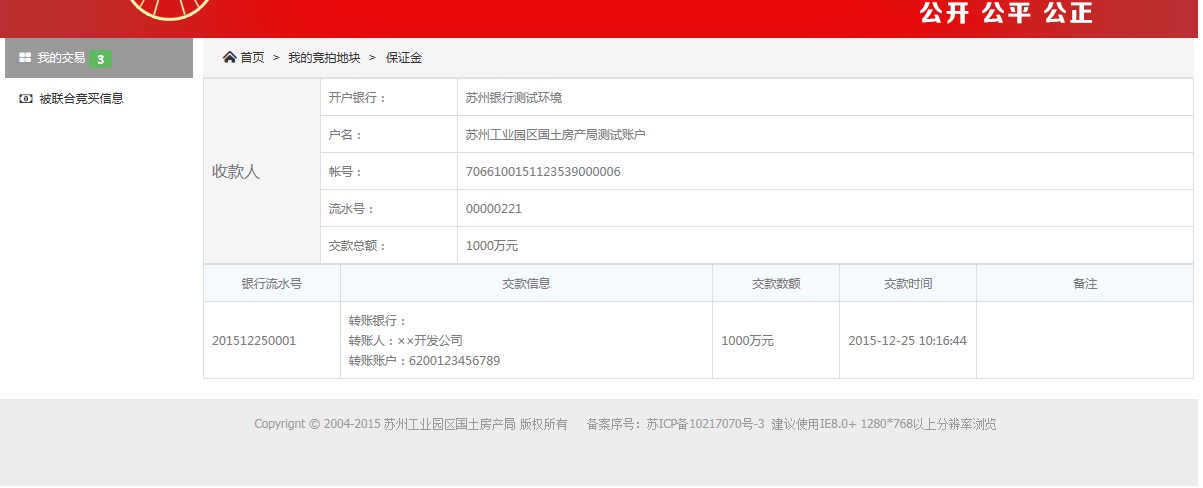 公开 公平 公正
我的交易 3
首页 > 我的竞拍地块 > 保证金
被联合竞买信息
收款人
开户银行： 苏州银行测试环境
户名： 苏州工业园区国土房产局测试账户
帐号： 7066100151123539000006
流水号： 00000221
交款总额： 1000万元
银行流水号 交款信息 交款数额 交款时间 备注
转账银行：
201512250001 转账人：××开发公司 1000万元 2015-12-25 10:16:44
转账账户：6200123456789
Copyright © 2004-2015 苏州工业园区国土房产局 版权所有 备案序号：苏ICP备10217070号-3 建议使用IE8.0+ 1280*768以上分辨率浏览